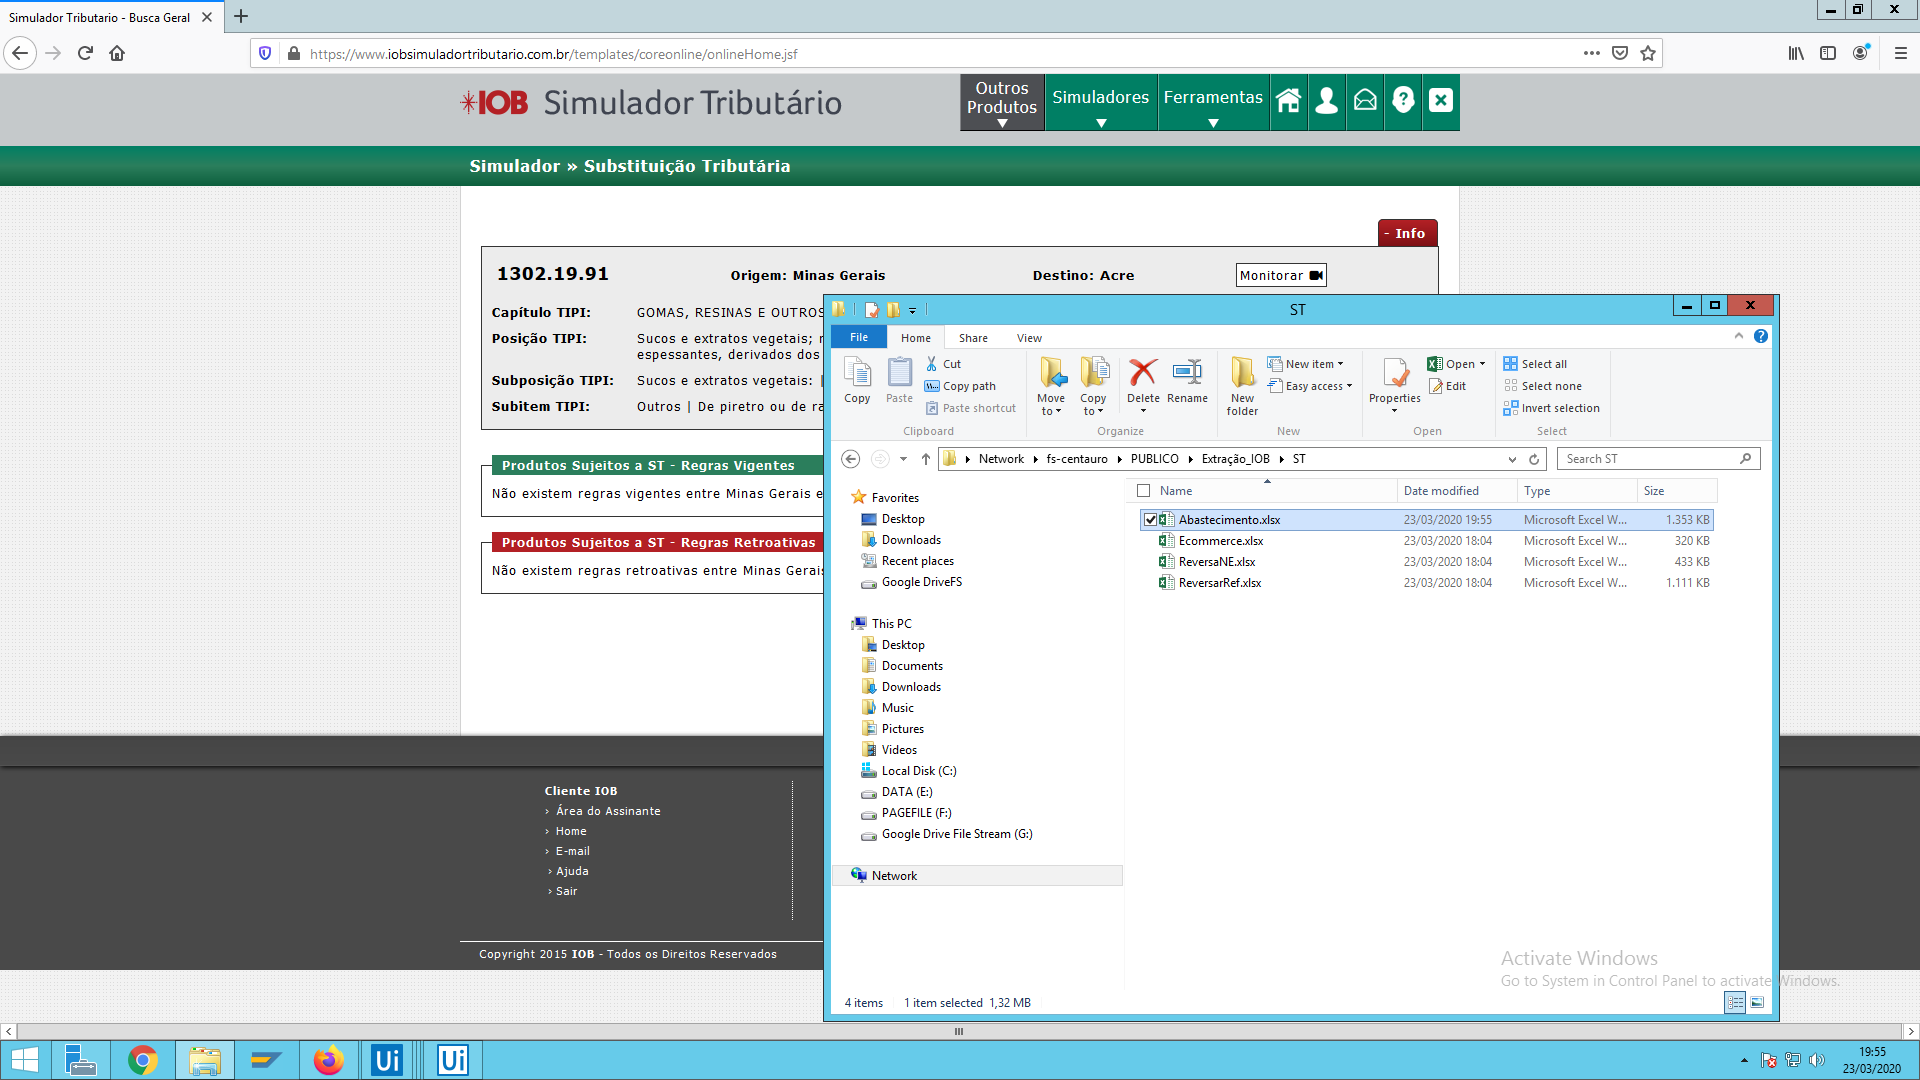 Simulador Tributario - Busca Geral
https://www.iobsimuladortributario.com.br/templates/coreonline/onlineHome.jsf
IOB Simulador Tributário
Outros Produtos
Simuladores
Ferramentas
Simulador » Substituição Tributária
- Info
1302.19.91
Origem: Minas Gerais
Destino: Acre
Monitorar
Capítulo TIPI: GOMAS, RESINAS E OUTROS
Posição TIPI: Sucos e extratos vegetais;
espessantes, derivados dos
Subposição TIPI: Sucos e extratos vegetais:
Subitem TIPI: Outros | De piretro ou de
Produtos Sujeitos a ST - Regras Vigentes
Não existem regras vigentes entre Minas Gerais e
Produtos Sujeitos a ST - Regras Retroativas
Não existem regras retroativas entre Minas Gerais
Cliente IOB
› Área do Assinante
› Home
› E-mail
› Ajuda
› Sair
Copyright 2015 IOB - Todos os Direitos Reservados
ST
File Home Share View
Copy
Paste
Cut
Copy path
Paste shortcut
Clipboard
Move to
Copy to
Delete
Rename
Organize
New folder
New item
Easy access
New
Properties
Open
Edit
Open
Select all
Select none
Invert selection
Select
Network fs-centauro PUBLICO Extração_IOB ST
Search ST
Favorites
Desktop
Downloads
Recent places
Google DriveFS
This PC
Desktop
Documents
Downloads
Music
Pictures
Videos
Local Disk (C:)
DATA (E:)
PAGEFILE (F:)
Google Drive File Stream (G:)
Network
Name Date modified Type Size
Abastecimento.xlsx 23/03/2020 19:55 Microsoft Excel W... 1.353 KB
Ecommerce.xlsx 23/03/2020 18:04 Microsoft Excel W... 320 KB
ReversaNE.xlsx 23/03/2020 18:04 Microsoft Excel W... 433 KB
ReversarRef.xlsx 23/03/2020 18:04 Microsoft Excel W... 1.111 KB
Activate Windows
Go to System in Control Panel to activate Windows.
4 items 1 item selected 1,32 MB
Ui
Ui
19:55
23/03/2020